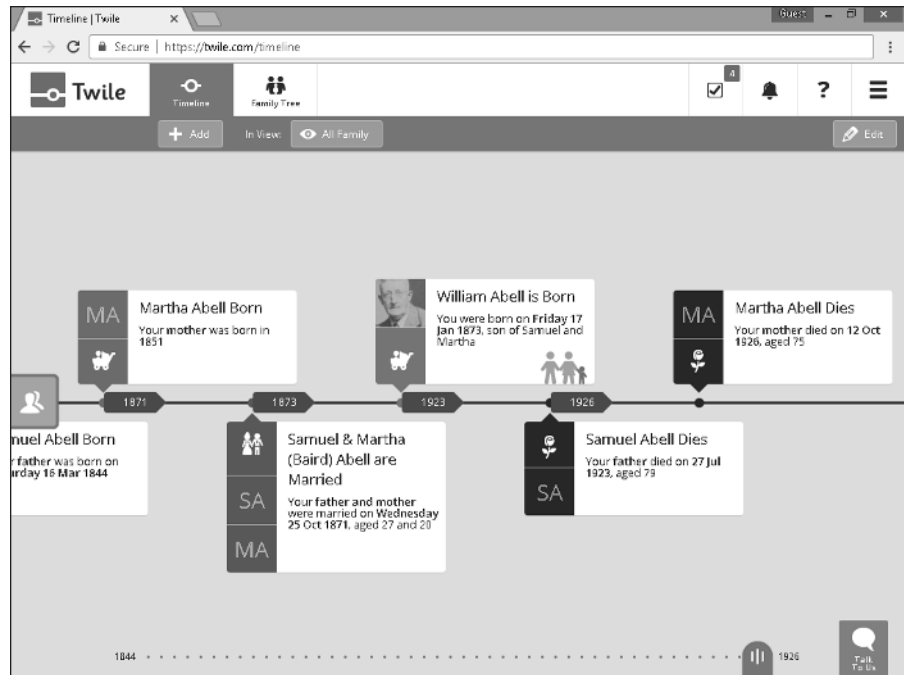 Timeline | Twile
Guest
Secure | https://twile.com/timeline
Twile
Timeline
Family Tree
4
?
Add
In View:
All Family
Edit
MA
Martha Abell Born
Your mother was born in
1851
William Abell is Born
You were born on Friday 17
Jan 1873, son of Samuel and
Martha
MA
Martha Abell Dies
Your mother died on 12 Oct
1926, aged 75
1871
1873
1923
1926
nuel Abell Born
r father was born on
urday 16 Mar 1844
Samuel & Martha
(Baird) Abell are
Married
SA
Your father and mother
were married on Wednesday
25 Oct 1871, aged 27 and 20
MA
Samuel Abell Dies
Your father died on 27 Jul
1923, aged 79
SA
1844
1926
Talk
To Us